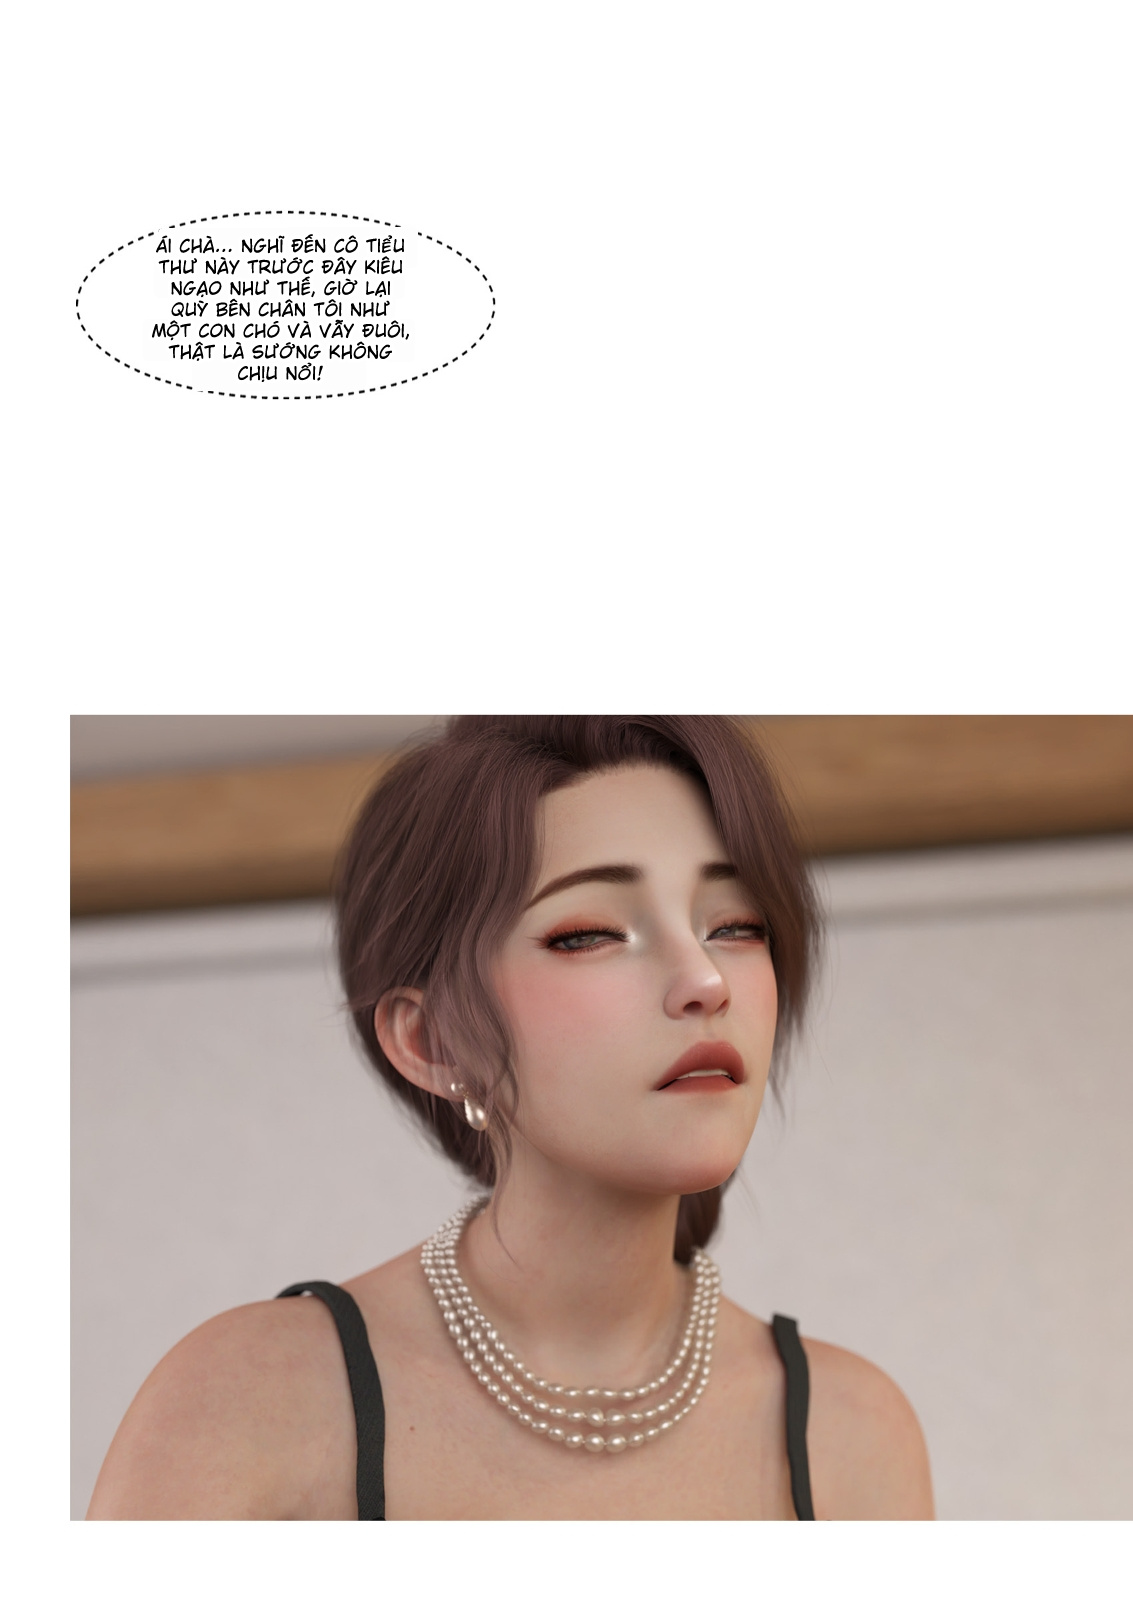 ÁI CHÀ... NGHĨ ĐẾN CÔ TIỂU
THƯ NÀY TRƯỚC ĐÂY KIÊU
NGẠO NHƯ THẾ, GIỜ LẠI
QUỲ BÊN CHÂN TÔI NHƯ
MỘT CON CHÓ VÀ VẪY ĐUÔI,
THẬT LÀ SƯỚNG KHÔNG
CHỊU NỔI!